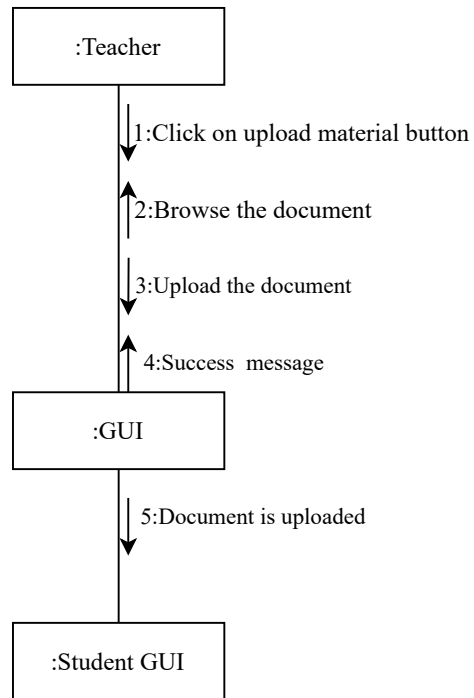 :Teacher
1:Click on upload material button
2:Browse the document
3:Upload the document
4:Success message
:GUI
5:Document is uploaded
:Student GUI